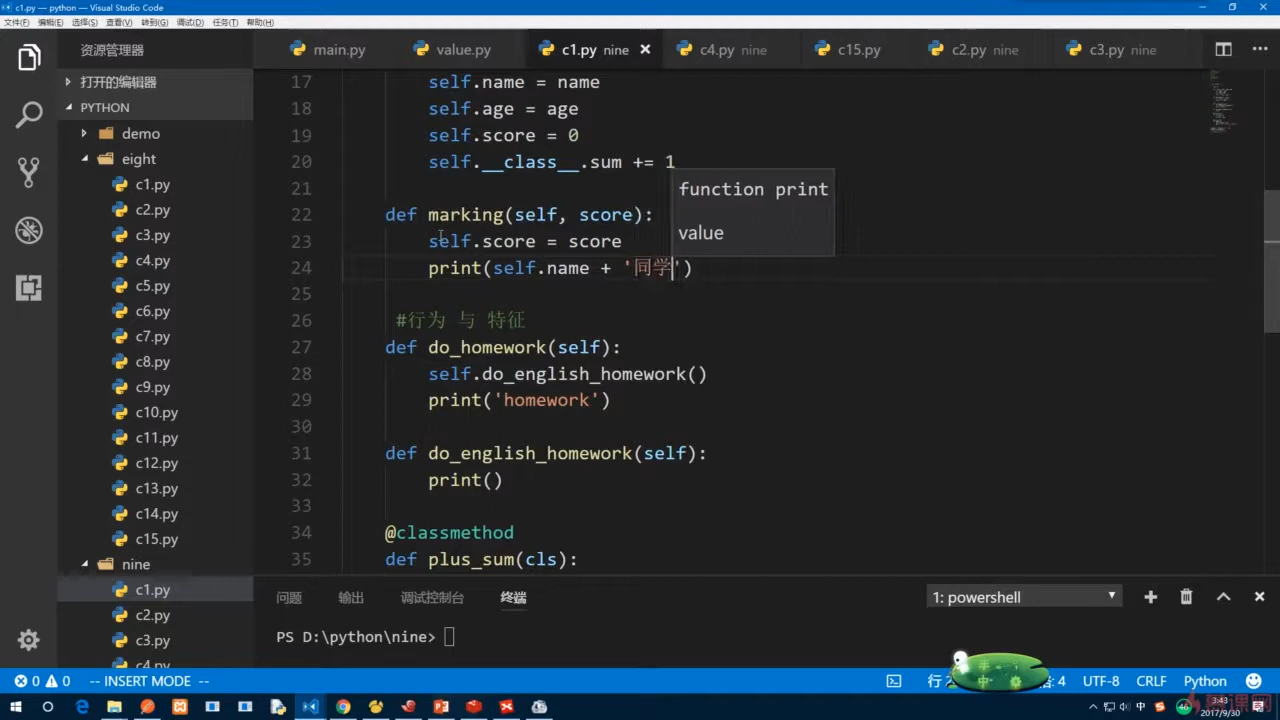 c1.py — python — Visual Studio Code
文件(F) 编辑(E) 选择(S) 查看(V) 转到(G) 调试(D) 任务(T) 帮助(H)
资源管理器
main.py value.py c1.py nine c4.py nine c15.py c2.py nine c3.py nine
打开的编辑器
PYTHON
demo
eight
c1.py
c2.py
c3.py
c4.py
c5.py
c6.py
c7.py
c8.py
c9.py
c10.py
c11.py
c12.py
c13.py
c14.py
c15.py
nine
c1.py
c2.py
c3.py
c4.py
17 self.name = name
18 self.age = age
19 self.score = 0
20 self.__class__.sum += 1
21
22 def marking(self, score):
23 self.score = score
24 print(self.name + '同学')
25
26 #行为 与 特征
27 def do_homework(self):
28 self.do_english_homework()
29 print('homework')
30
31 def do_english_homework(self):
32 print()
33
34 @classmethod
35 def plus_sum(cls):
function print
value
问题 输出 调试控制台 终端 1: powershell
PS D:\python\nine>
0 0 -- INSERT MODE -- 行 2 : 4 UTF-8 CRLF Python
中
3:43
2017/9/30